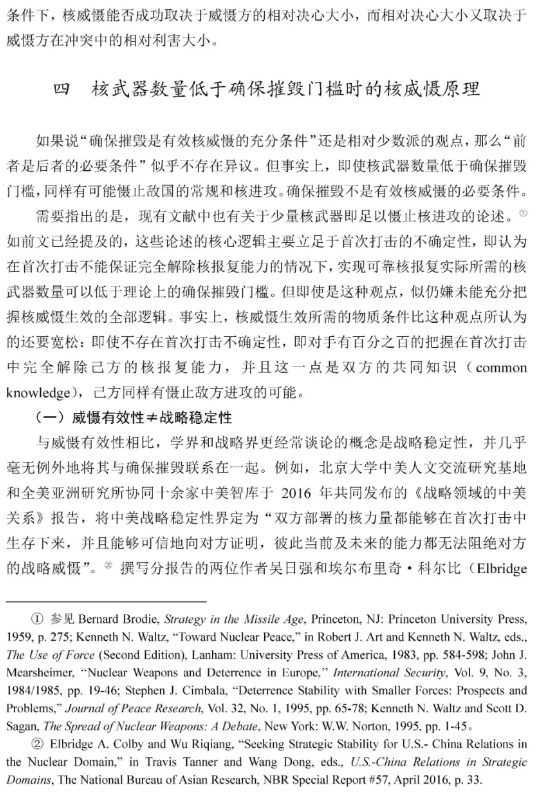 条件下，核威慑能否成功取决于威慑方的相对决心大小，而相对决心大小又取决于
威慑方在冲突中的相对利害大小。
四 核武器数量低于确保摧毁门槛时的核威慑原理
如果说“确保摧毁是有效核威慑的充分条件”还是相对少数派的观点，那么“前
者是后者的必要条件”似乎不存在异议。但事实上，即使核武器数量低于确保摧毁
门槛，同样有可能慑止敌国的常规和核进攻。确保摧毁不是有效核威慑的必要条件。
需要指出的是，现有文献中也有关于少量核武器即足以慑止核进攻的论述。①
如前文已经提及的，这些论述的核心逻辑主要立足于首次打击的不确定性，即认为
在首次打击不能保证完全解除核报复能力的情况下，实现可靠核报复实际所需的核
武器数量可以低于理论上的确保摧毁门槛。但即使是这种观点，似仍嫌未能充分把
握核威慑生效的全部逻辑。事实上，核威慑生效所需的物质条件比这种观点所认为
的还要宽松：即使不存在首次打击不确定性，即对手有百分之百的把握在首次打击
中完全解除己方的核报复能力，并且这一点是双方的共同知识（common
knowledge），己方同样有慑止敌方进攻的可能。
（一）威慑有效性≠战略稳定性
与威慑有效性相比，学界和战略界更经常谈论的概念是战略稳定性，并几乎
毫无例外地将其与确保摧毁联系在一起。例如，北京大学中美人文交流研究基地
和全美亚洲研究所协同十余家中美智库于 2016 年共同发布的《战略领域的中美
关系》报告，将中美战略稳定性界定为“双方部署的核力量都能够在首次打击中
生存下来，并且能够可信地向对方证明，彼此当前及未来的能力都无法阻绝对方
的战略威慑”。② 撰写分报告的两位作者吴日强和埃尔布里奇·科尔比（Elbridge
① 参见 Bernard Brodie, Strategy in the Missile Age, Princeton, NJ: Princeton University Press,
1959, p. 275; Kenneth N. Waltz, “Toward Nuclear Peace,” in Robert J. Art and Kenneth N. Waltz, eds.,
The Use of Force (Second Edition), Lanham: University Press of America, 1983, pp. 584-598; John J.
Mearsheimer, “Nuclear Weapons and Deterrence in Europe,” International Security, Vol. 9, No. 3,
1984/1985, pp. 19-46; Stephen J. Cimbala, “Deterrence Stability with Smaller Forces: Prospects and
Problems,” Journal of Peace Research, Vol. 32, No. 1, 1995, pp. 65-78; Kenneth N. Waltz and Scott D.
Sagan, The Spread of Nuclear Weapons: A Debate, New York: W.W. Norton, 1995, pp. 1-45。
② Elbridge A. Colby and Wu Riqiang, “Seeking Strategic Stability for U.S.- China Relations in
the Nuclear Domain,” in Travis Tanner and Wang Dong, eds., U.S.-China Relations in Strategic
Domains, The National Bureau of Asian Research, NBR Special Report #57, April 2016, p. 33.